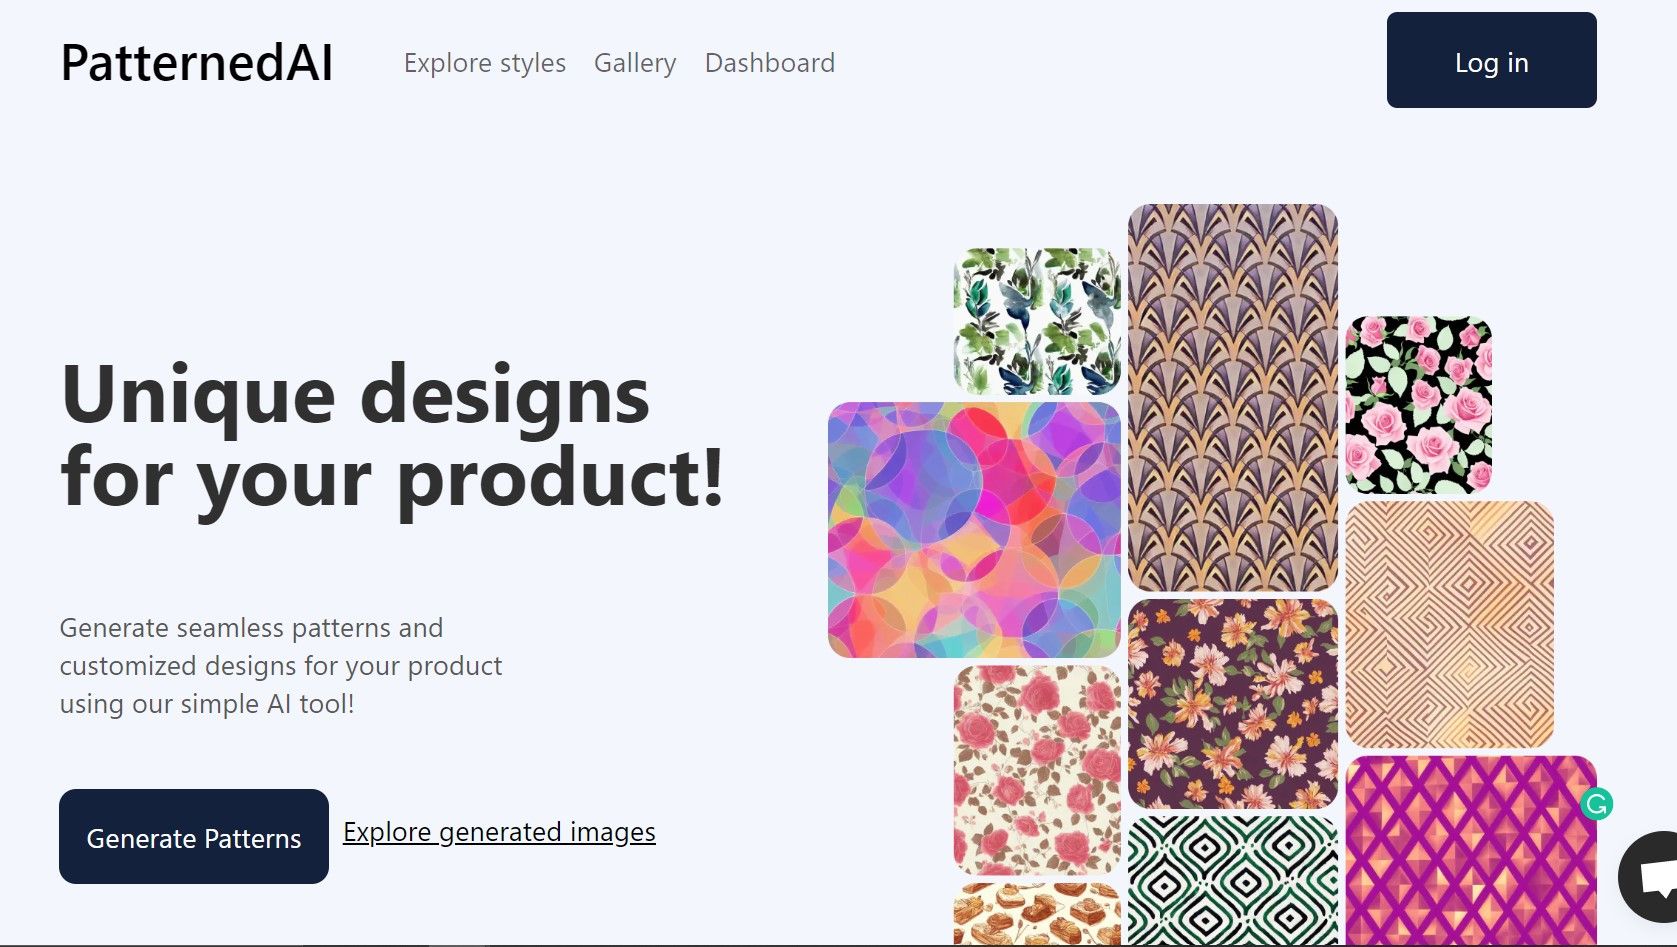 PatternedAI
Explore styles
Gallery
Dashboard
Log in
Unique designs
for your product!
Generate seamless patterns and
customized designs for your product
using our simple AI tool!
Generate Patterns
Explore generated images